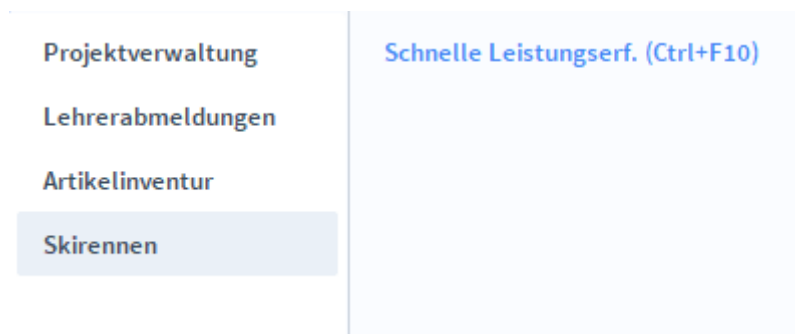 Projektverwaltung
Lehrerabmeldungen
Artikelinventur
Skirennen
Schnelle Leistungserf. (Ctrl+F10)